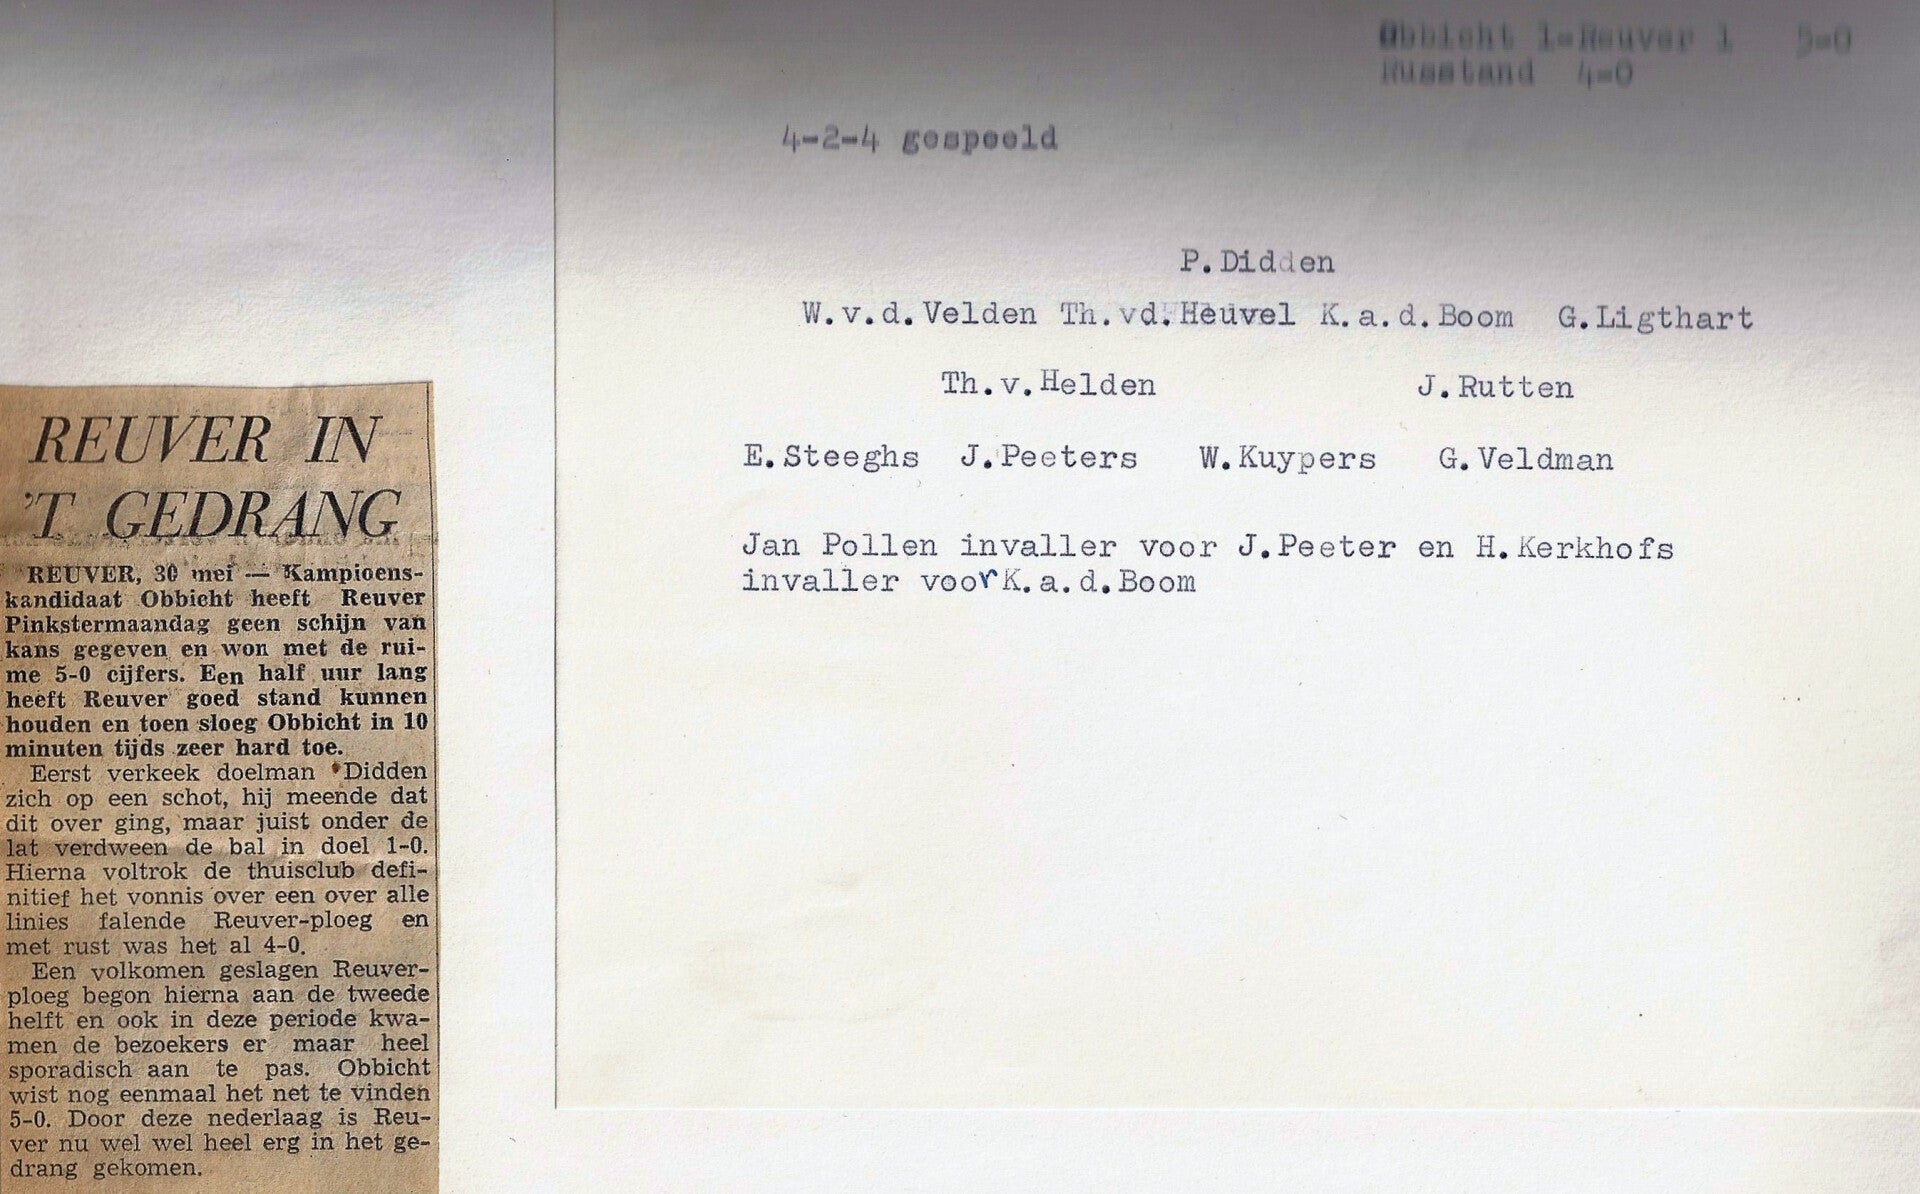 Obbicht 1-Reuver 1 5-0
Russtand 4-0
4-2-4 gespeeld
P.Didden
W.v.d.Velden Th.vd.Heuvel K.a.d.Boom G.Ligthart
Th.v.Helden J.Rutten
E.Steeghs J.Peeters W.Kuypers G.Veldman
Jan Pollen invaller voor J.Peeter en H.Kerkhofs
invaller voor K.a.d.Boom
REUVER IN
'T GEDRANG
REUVER, 30 mei — Kampioens-
kandidaat Obbicht heeft Reuver
Pinkstermaandag geen schijn van
kans gegeven en won met de rui-
me 5-0 cijfers. Een half uur lang
heeft Reuver goed stand kunnen
houden en toen sloeg Obbicht in 10
minuten tijds zeer hard toe.
Eerst verkeek doelman Didden
zich op een schot, hij meende dat
dit over ging, maar juist onder de
lat verdween de bal in doel 1-0.
Hierna voltrok de thuisclub defi-
nitief het vonnis over een over alle
linies falende Reuver-ploeg en
met rust was het al 4-0.
Een volkomen geslagen Reuver-
ploeg begon hierna aan de tweede
helft en ook in deze periode kwa-
men de bezoekers er maar heel
sporadisch aan te pas. Obbicht
wist nog eenmaal het net te vinden
5-0. Door deze nederlaag is Reu-
ver nu wel wel heel erg in het ge-
drang gekomen.